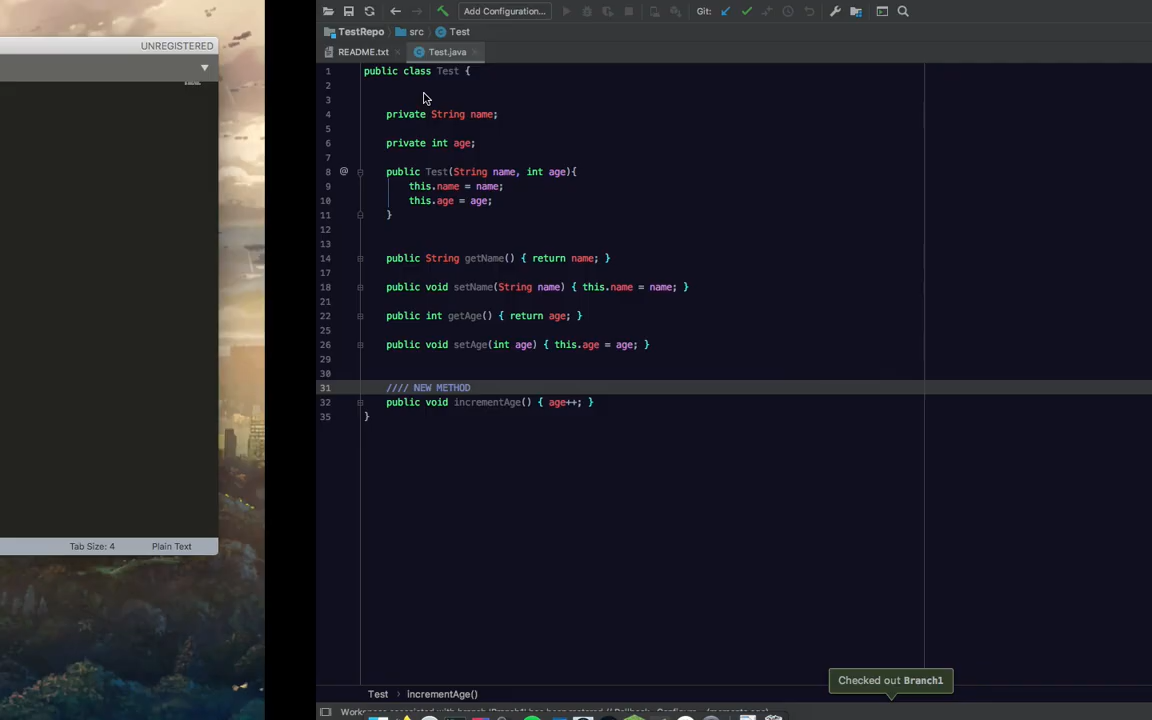 UNREGISTERED
Tab Size: 4 Plain Text
Add Configuration... Git:
TestRepo src Test
README.txt Test.java
1 public class Test {
2
3
4 private String name;
5
6 private int age;
7
8 @ public Test(String name, int age){
9 this.name = name;
10 this.age = age;
11 }
12
13
14 public String getName() { return name; }
17
18 public void setName(String name) { this.name = name; }
21
22 public int getAge() { return age; }
25
26 public void setAge(int age) { this.age = age; }
29
30
31 //// NEW METHOD
32 public void incrementAge() { age++; }
35 }
Checked out Branch1
Test › incrementAge()